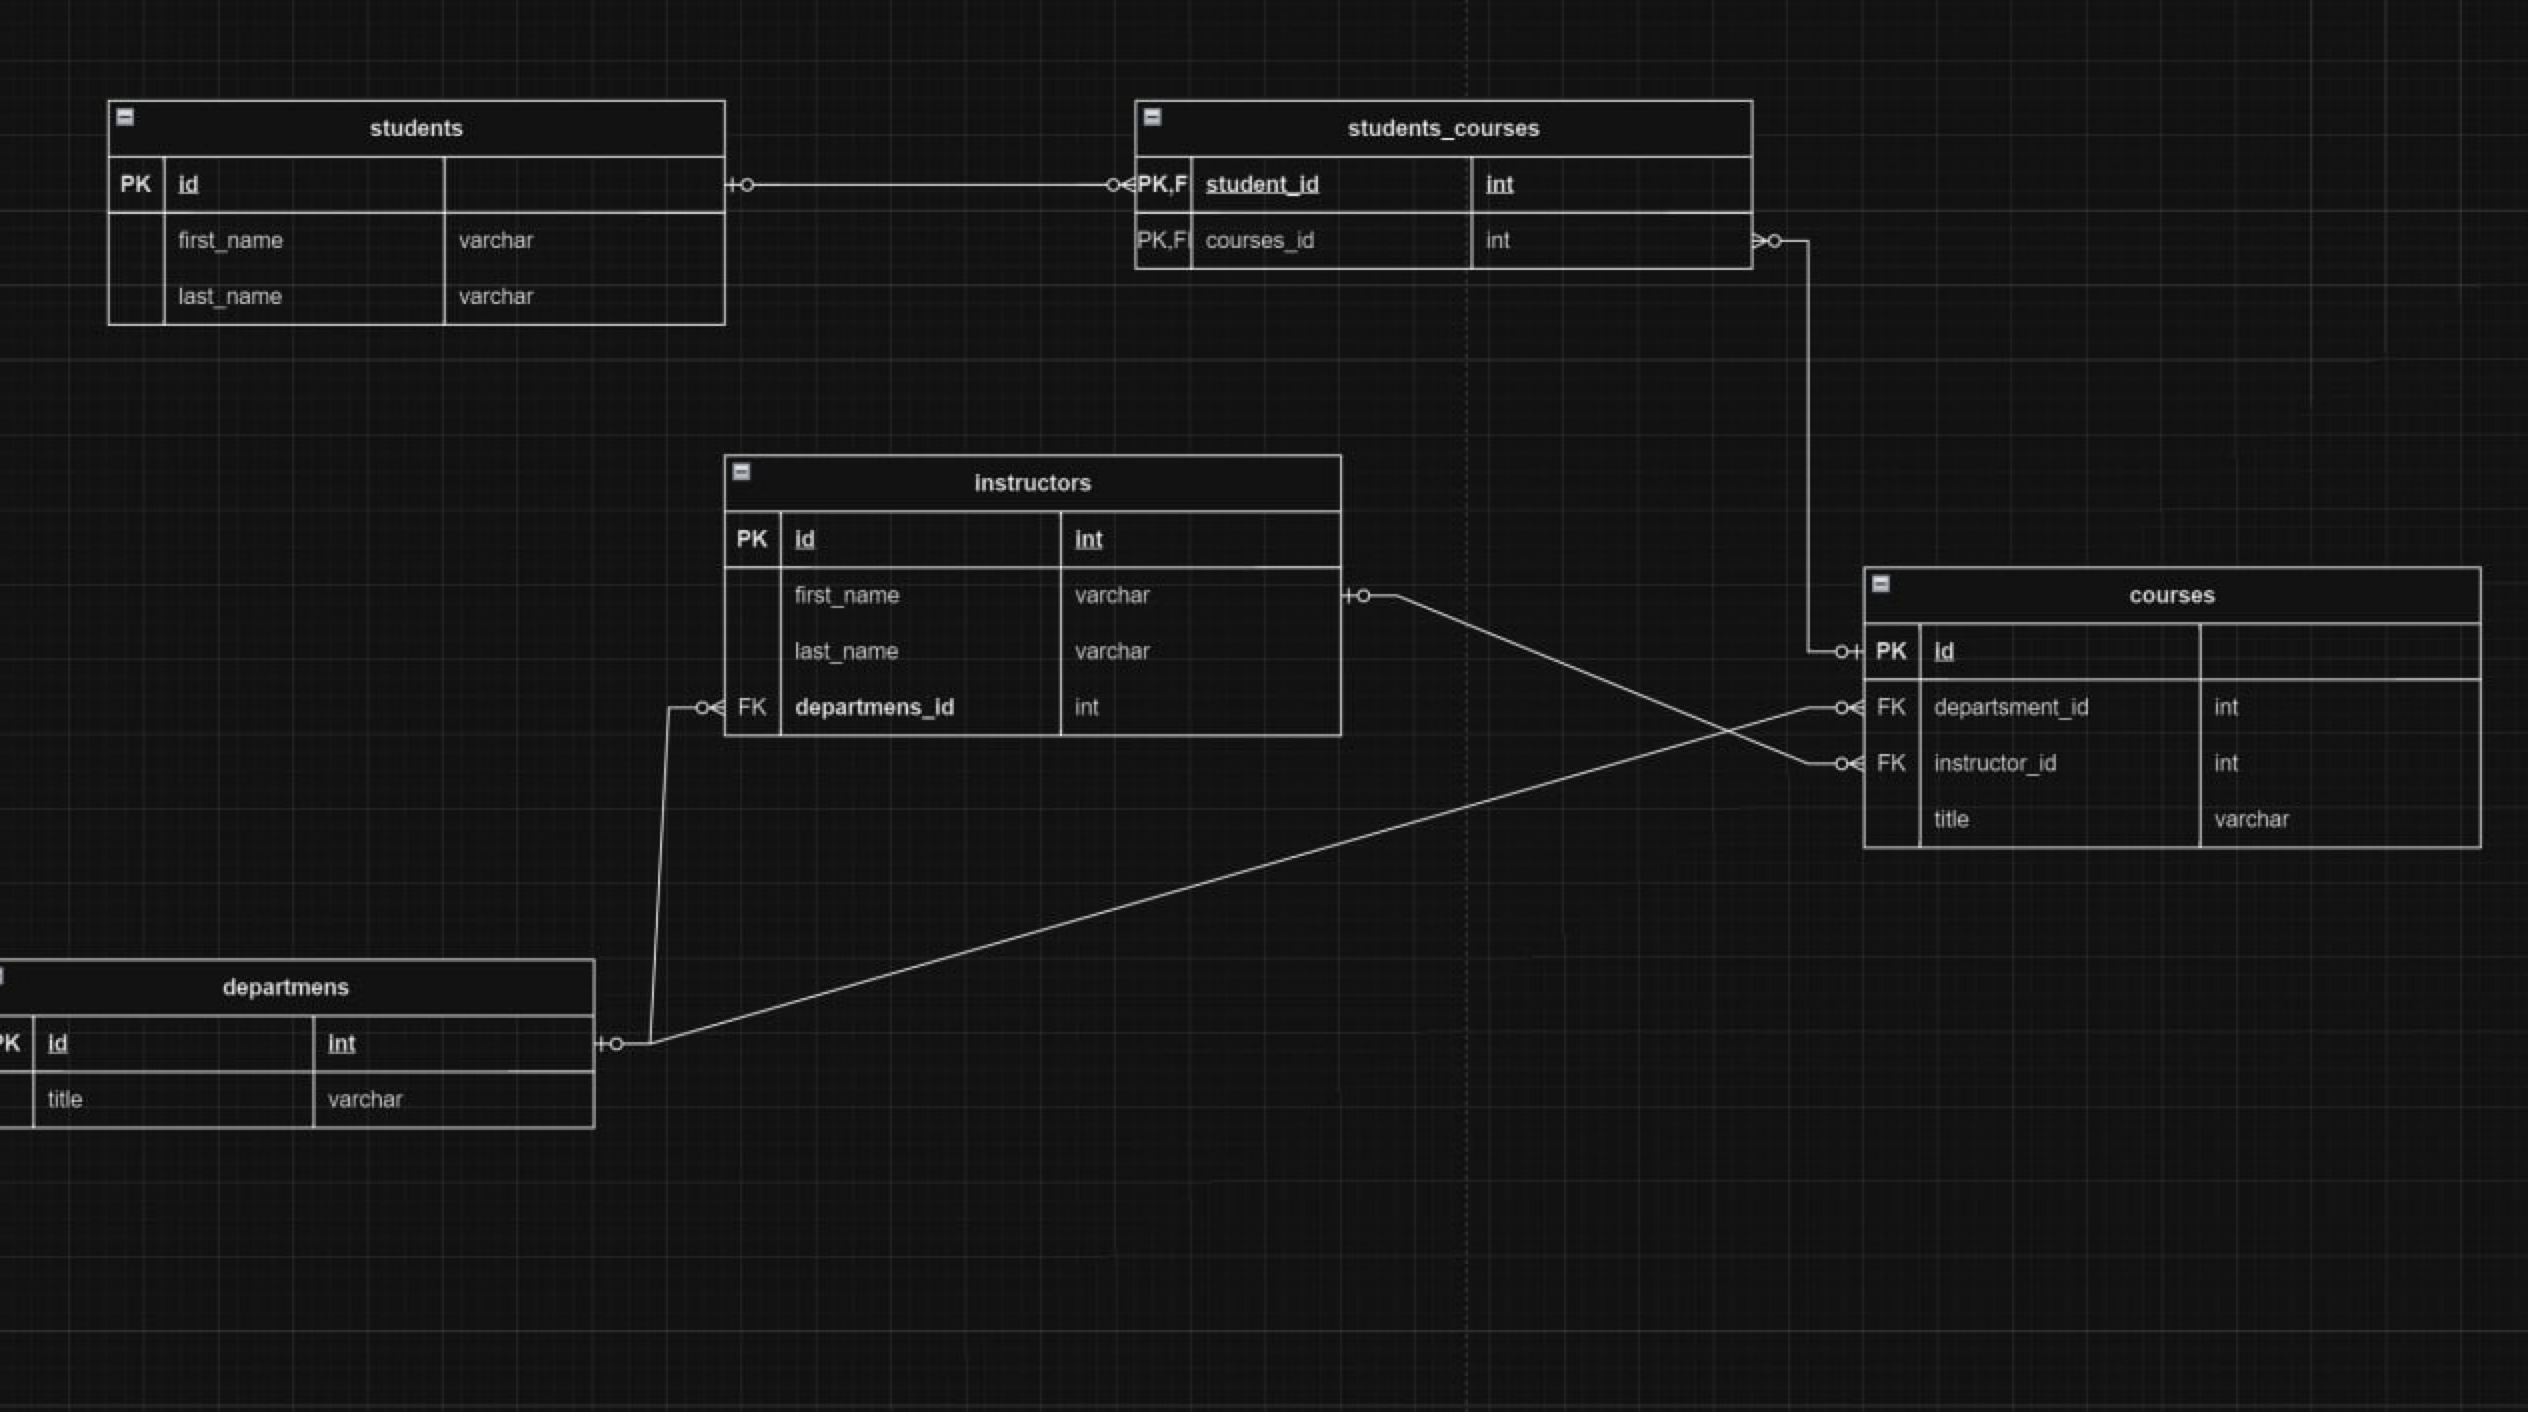 students
PK id
first_name varchar
last_name varchar
students_courses
PK,F student_id int
PK,F courses_id int
instructors
PK id int
first_name varchar
last_name varchar
FK departmens_id int
courses
PK id
FK departsment_id int
FK instructor_id int
title varchar
departmens
PK id int
title varchar